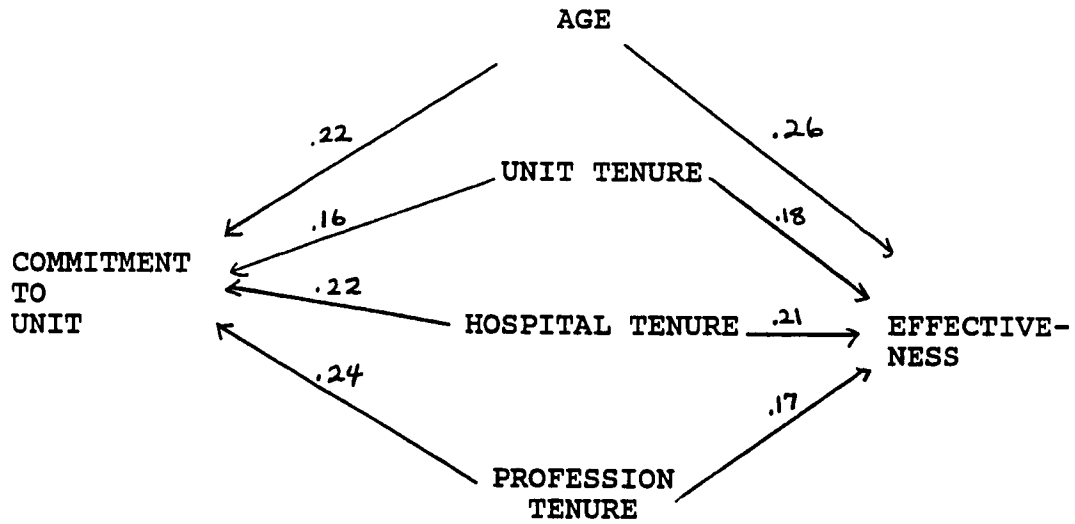 AGE
.22
.26
UNIT TENURE
.16
.18
COMMITMENT
TO
UNIT
.22
HOSPITAL TENURE
.21
EFFECTIVE-
NESS
.24
.17
PROFESSION
TENURE